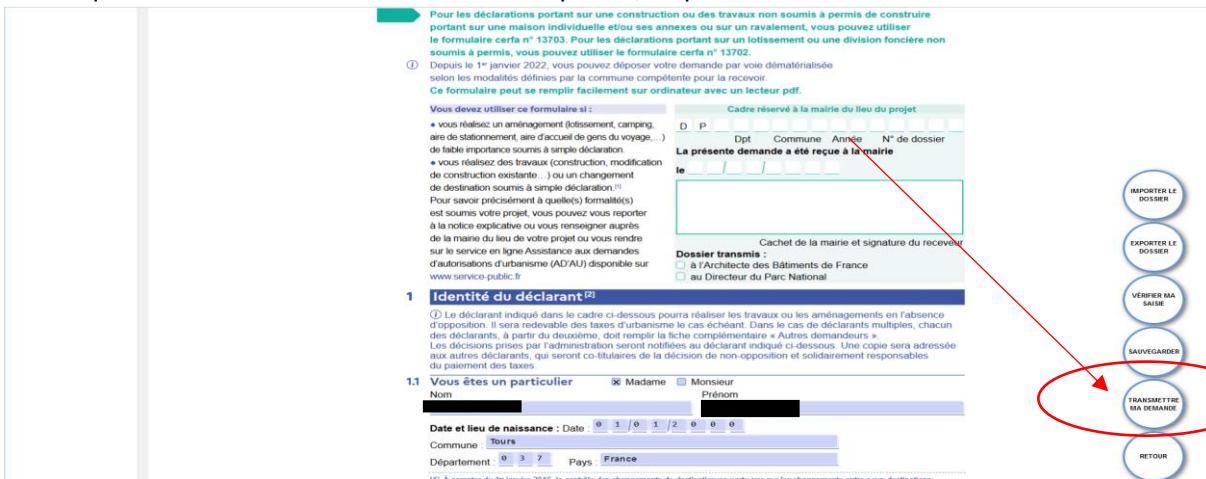 Pour les déclarations portant sur une construction ou des travaux non soumis à permis de construire
portant sur une maison individuelle et/ou ses annexes ou sur un ravalement, vous pouvez utiliser
le formulaire cerfa n° 13703. Pour les déclarations portant sur un lotissement ou une division foncière non
soumis à permis, vous pouvez utiliser le formulaire cerfa n° 13702.
Depuis le 1er janvier 2022, vous pouvez déposer votre demande par voie dématérialisée
selon les modalités définies par la commune compétente pour la recevoir.
Ce formulaire peut se remplir facilement sur ordinateur avec un lecteur pdf.
Vous devez utiliser ce formulaire si :
• vous réalisez un aménagement (lotissement, camping,
aire de stationnement, aire d'accueil de gens du voyage,…)
de faible importance soumis à simple déclaration.
• vous réalisez des travaux (construction, modification
de construction existante…) ou un changement
de destination soumis à simple déclaration.[1]
Pour savoir précisément à quelle(s) formalité(s)
est soumis votre projet, vous pouvez vous reporter
à la notice explicative ou vous renseigner auprès
de la mairie du lieu de votre projet ou vous rendre
sur le service en ligne Assistance aux demandes
d'autorisations d'urbanisme (AD'AU) disponible sur
www.service-public.fr
Cadre réservé à la mairie du lieu du projet
D P
Dpt Commune Année N° de dossier
La présente demande a été reçue à la mairie
le / /
Cachet de la mairie et signature du receveur
Dossier transmis :
à l'Architecte des Bâtiments de France
au Directeur du Parc National
1 Identité du déclarant [2]
Le déclarant indiqué dans le cadre ci-dessous pourra réaliser les travaux ou les aménagements en l'absence
d'opposition. Il sera redevable des taxes d'urbanisme le cas échéant. Dans le cas de déclarants multiples, chacun
des déclarants, à partir du deuxième, doit remplir la fiche complémentaire « Autres demandeurs ».
Les décisions prises par l'administration seront notifiées au déclarant indiqué ci-dessous. Une copie sera adressée
aux autres déclarants, qui seront co-titulaires de la décision de non-opposition et solidairement responsables
du paiement des taxes.
1.1 Vous êtes un particulier Madame Monsieur
Nom Prénom
Date et lieu de naissance : Date : 0 1 / 0 1 / 2 0 0 0
Commune : Tours
Département : 0 3 7 Pays : France
IMPORTER LE
DOSSIER
EXPORTER LE
DOSSIER
VÉRIFIER MA
SAISIE
SAUVEGARDER
TRANSMETTRE
MA DEMANDE
RETOUR